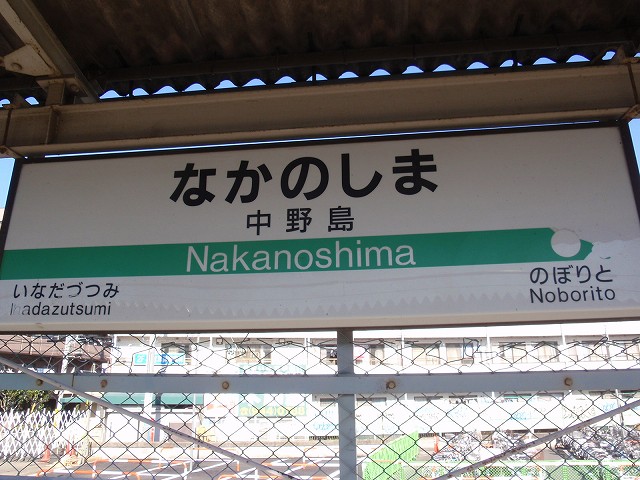 なかのしま
中野島
Nakanoshima
いなだづつみ
Inadazutsumi
のぼりと
Noborito